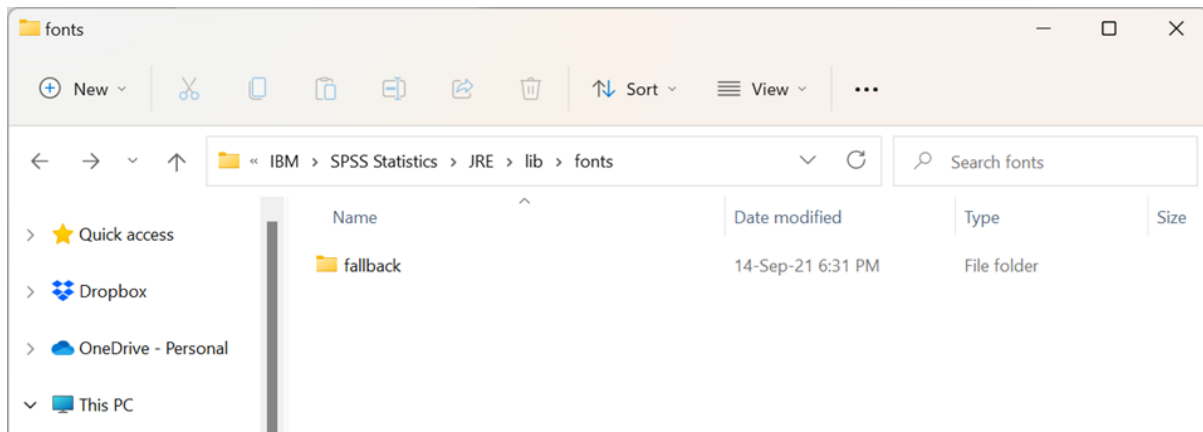 fonts
New Sort View
« IBM > SPSS Statistics > JRE > lib > fonts Search fonts
Name Date modified Type Size
Quick access
fallback 14-Sep-21 6:31 PM File folder
Dropbox
OneDrive - Personal
This PC